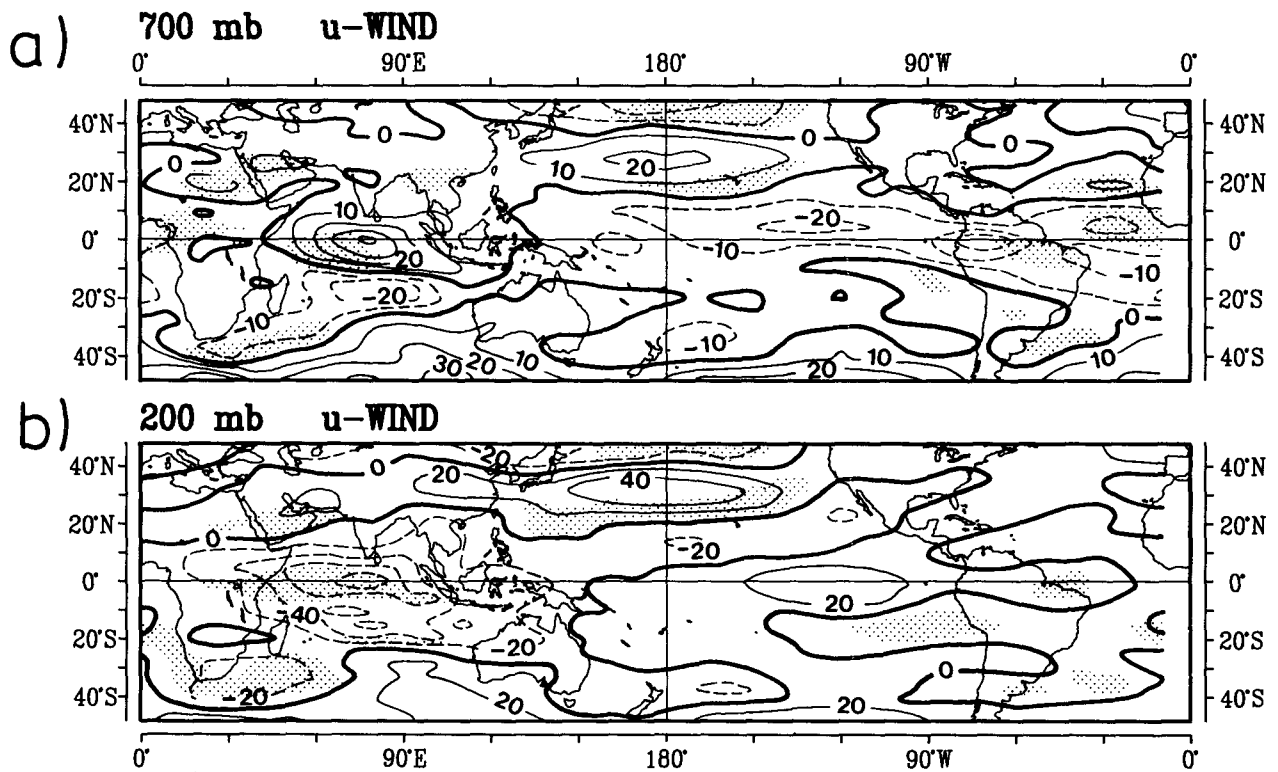 a)
700 mb u-WIND
0° 90°E 180° 90°W 0°
40°N 0 0 0 40°N
0 10 20
20°N 20°N
10 -20
0° -10 0°
20 -10
20°S -20 20°S
-10 0
-10
40°S 30 20 10 20 10 10 40°S
b)
200 mb u-WIND
40°N 0 20 40°N
20 40
20°N 20°N
0 -20
0° 0°
-40 20
20°S -20 20°S
0
40°S -20 20 20 40°S
0° 90°E 180° 90°W 0°